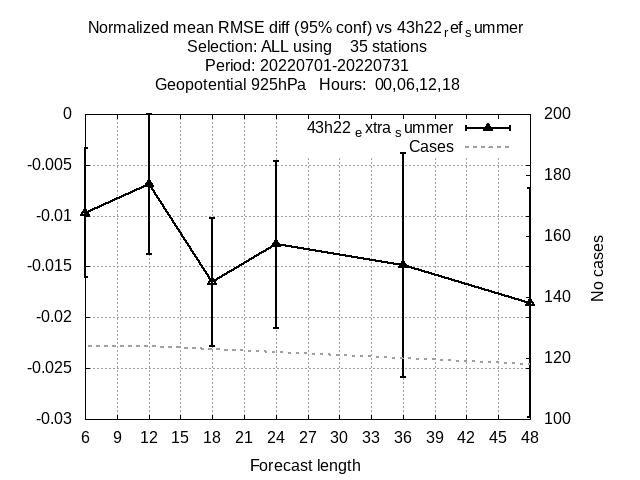 Normalized mean RMSE diff (95% conf) vs 43h22refsummer
Selection: ALL using    35 stations
Period: 20220701-20220731
Geopotential 925hPa   Hours:  00,06,12,18
0
-0.005
-0.01
-0.015
-0.02
-0.025
-0.03
43h22extrasummer
Cases
200
180
160
140
120
100
No cases
6 9 12 15 18 21 24 27 30 33 36 39 42 45 48
Forecast length